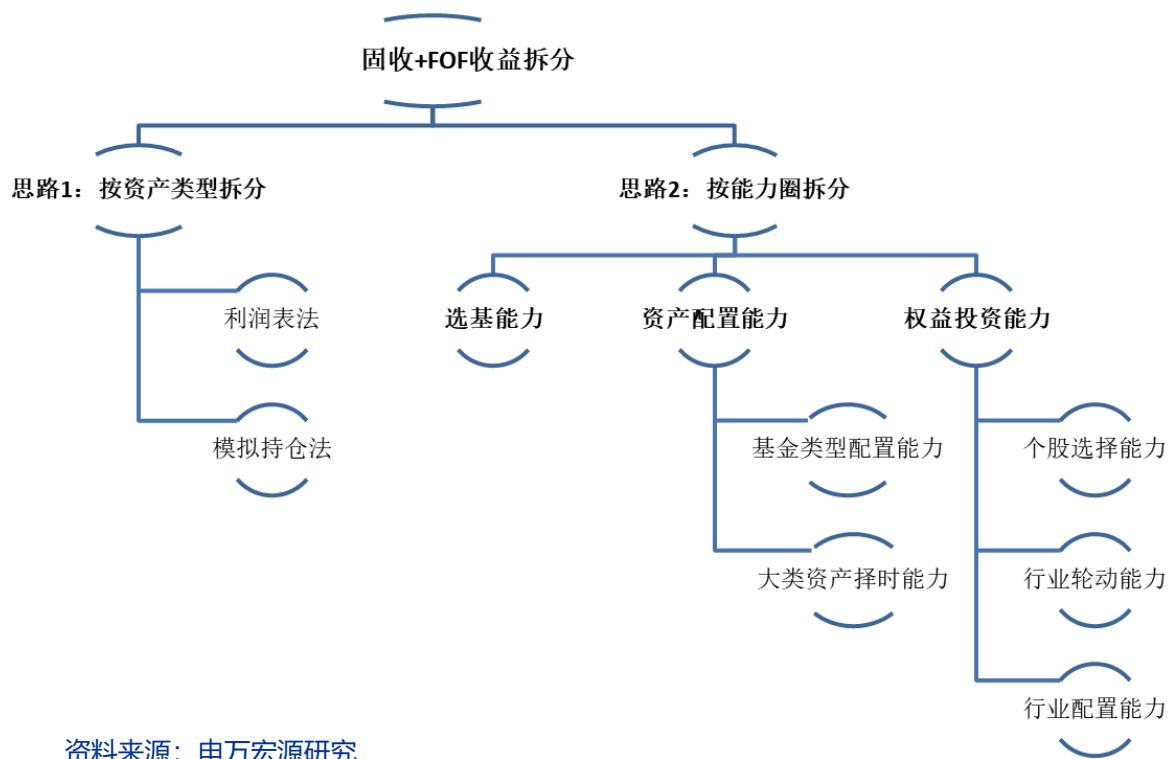 固收+FOF收益拆分
思路1：按资产类型拆分
思路2：按能力圈拆分
利润表法
模拟持仓法
选基能力
资产配置能力
权益投资能力
基金类型配置能力
大类资产择时能力
个股选择能力
行业轮动能力
行业配置能力
资料来源：申万宏源研究